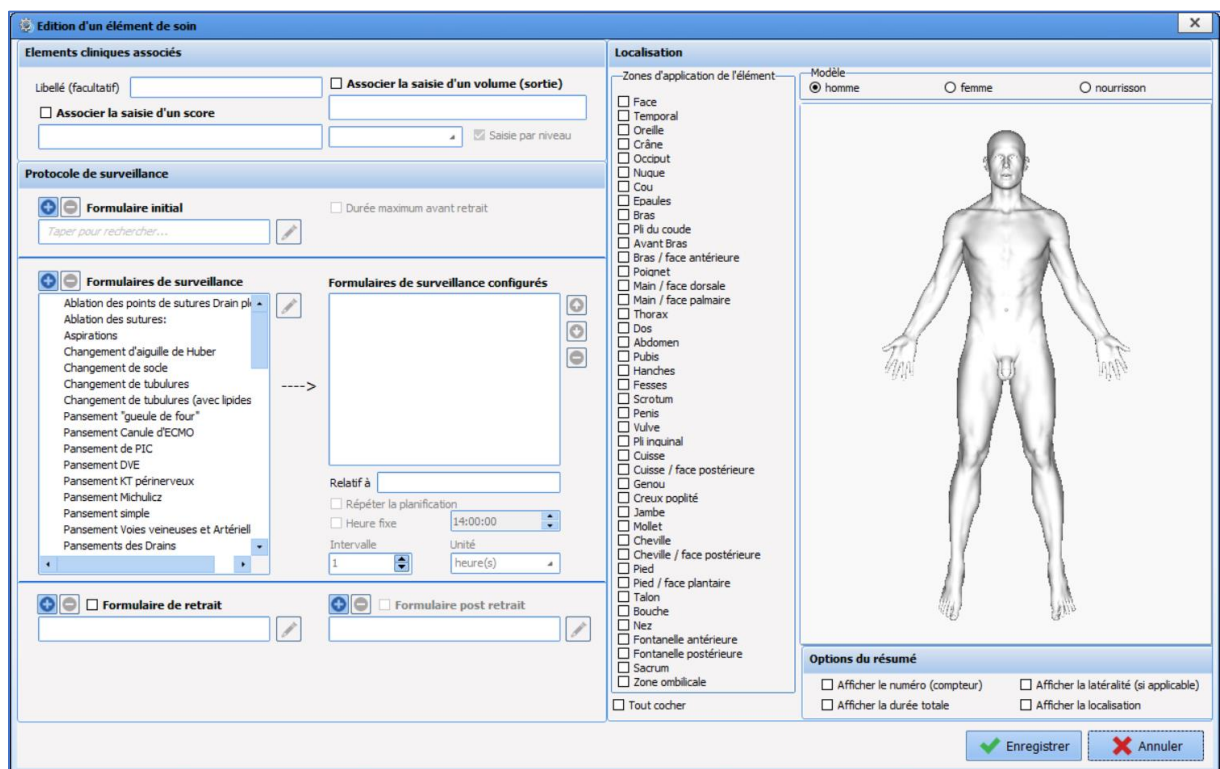 Edition d'un élément de soin
Elements cliniques associés
Libellé (facultatif)
Associer la saisie d'un volume (sortie)
Associer la saisie d'un score
Saisie par niveau
Protocole de surveillance
Formulaire initial
Durée maximum avant retrait
Taper pour rechercher...
Formulaires de surveillance
Formulaires de surveillance configurés
Ablation des points de sutures Drain ple
Ablation des sutures:
Aspirations
Changement d'aiguille de Huber
Changement de socle
Changement de tubulures
Changement de tubulures (avec lipides
Pansement "gueule de four"
Pansement Canule d'ECMO
Pansement de PIC
Pansement DVE
Pansement KT périnerveux
Pansement Michulicz
Pansement simple
Pansement Voies veineuses et Artériell
Pansements des Drains
---->
Relatif à
Répéter la planification
Heure fixe
14:00:00
Intervalle
Unité
1
heure(s)
Formulaire de retrait
Formulaire post retrait
Localisation
Zones d'application de l'élément
Face
Temporal
Oreille
Crâne
Occiput
Nuque
Cou
Epaules
Bras
Pli du coude
Avant Bras
Bras / face antérieure
Poignet
Main / face dorsale
Main / face palmaire
Thorax
Dos
Abdomen
Pubis
Hanches
Fesses
Scrotum
Penis
Vulve
Pli inguinal
Cuisse
Cuisse / face postérieure
Genou
Creux poplité
Jambe
Mollet
Cheville
Cheville / face postérieure
Pied
Pied / face plantaire
Talon
Bouche
Nez
Fontanelle antérieure
Fontanelle postérieure
Sacrum
Zone ombilicale
Tout cocher
Modèle
homme
femme
nourrisson
Options du résumé
Afficher le numéro (compteur)
Afficher la latéralité (si applicable)
Afficher la durée totale
Afficher la localisation
Enregistrer
Annuler